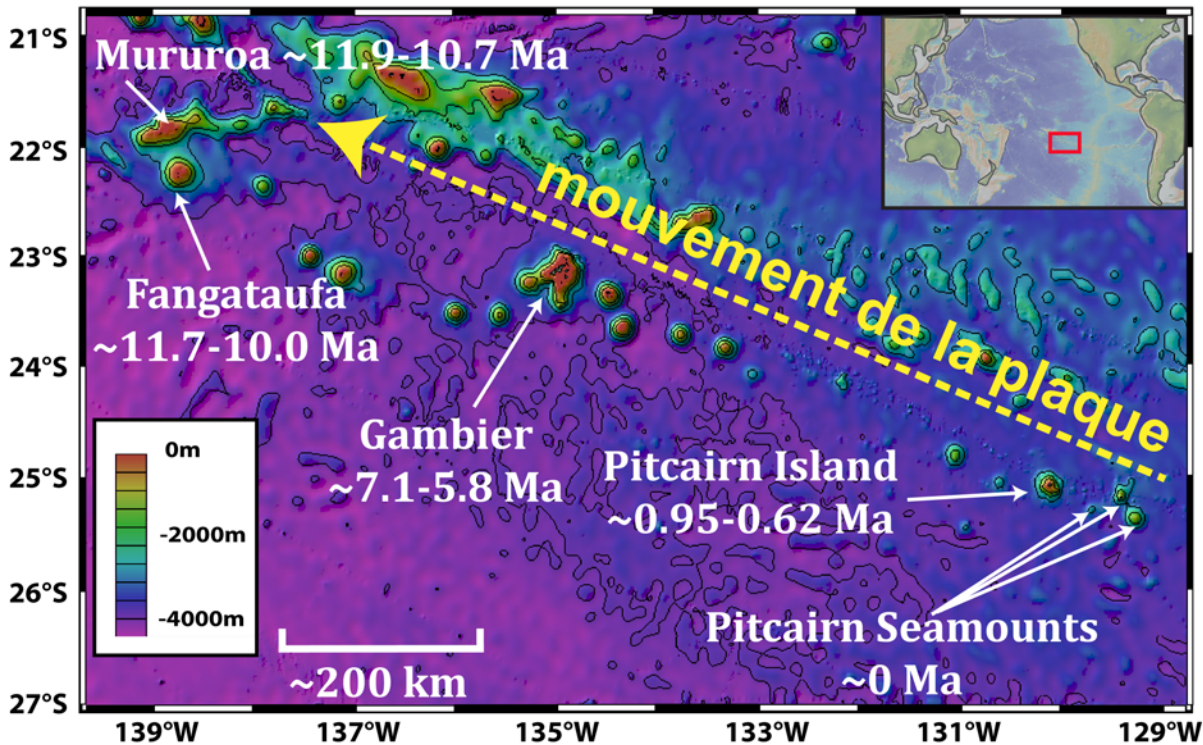 21°S
22°S
23°S
24°S
25°S
26°S
27°S
Mururoa ~11.9-10.7 Ma
Fangataufa
~11.7-10.0 Ma
Gambier
~7.1-5.8 Ma
mouvement de la plaque
Pitcairn Island
~0.95-0.62 Ma
Pitcairn Seamounts
~0 Ma
0m
-2000m
-4000m
~200 km
139°W
137°W
135°W
133°W
131°W
129°W